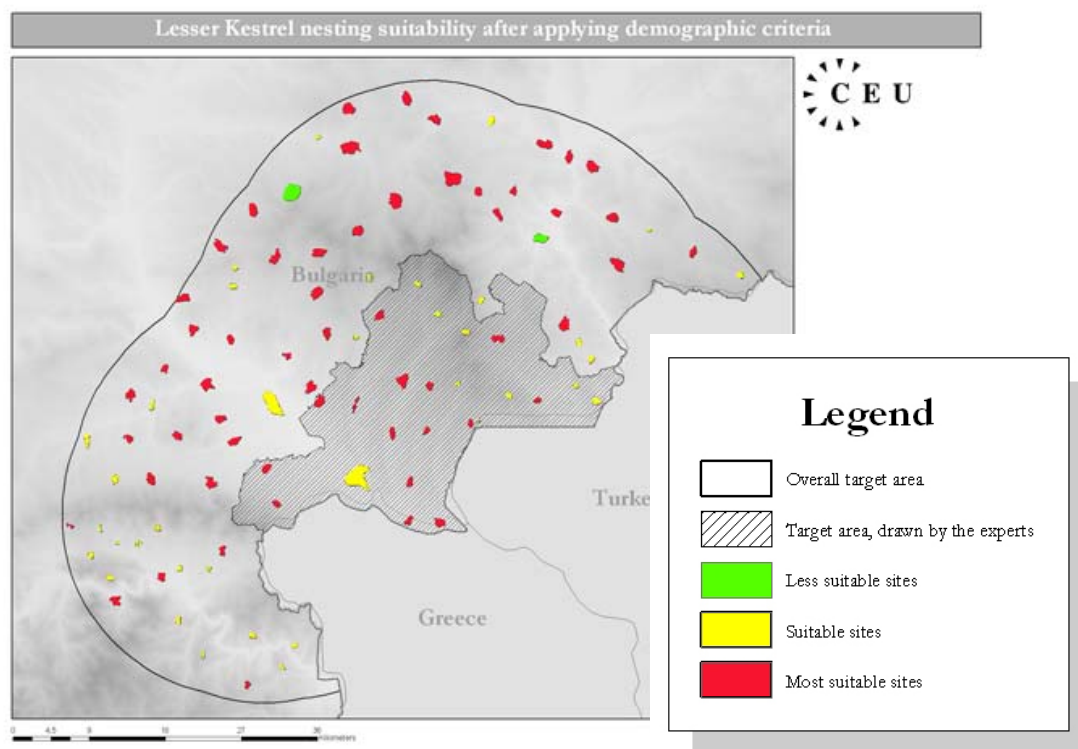 Lesser Kestrel nesting suitability after applying demographic criteria
C E U
Bulgaria
Turke
Greece
Legend
Overall target area
Target area, drawn by the experts
Less suitable sites
Suitable sites
Most suitable sites
0 4,5 9 18 27 36
Kilometers